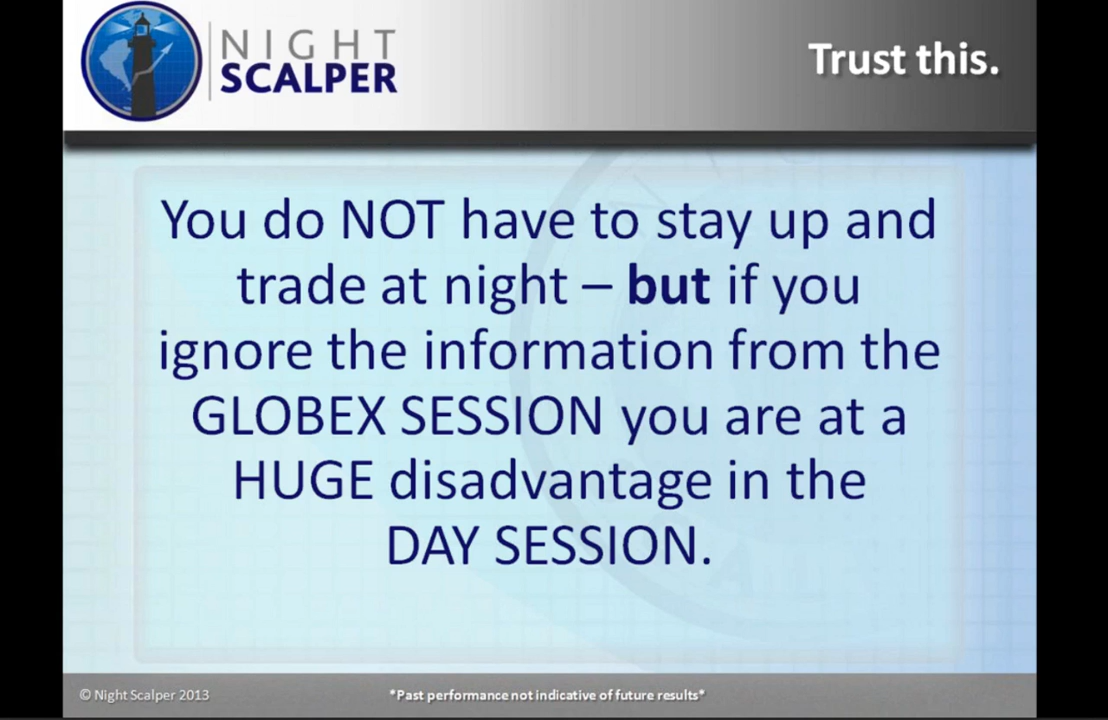 NIGHT
SCALPER
Trust this.
You do NOT have to stay up and
trade at night – but if you
ignore the information from the
GLOBEX SESSION you are at a
HUGE disadvantage in the
DAY SESSION.
© Night Scalper 2013
*Past performance not indicative of future results*